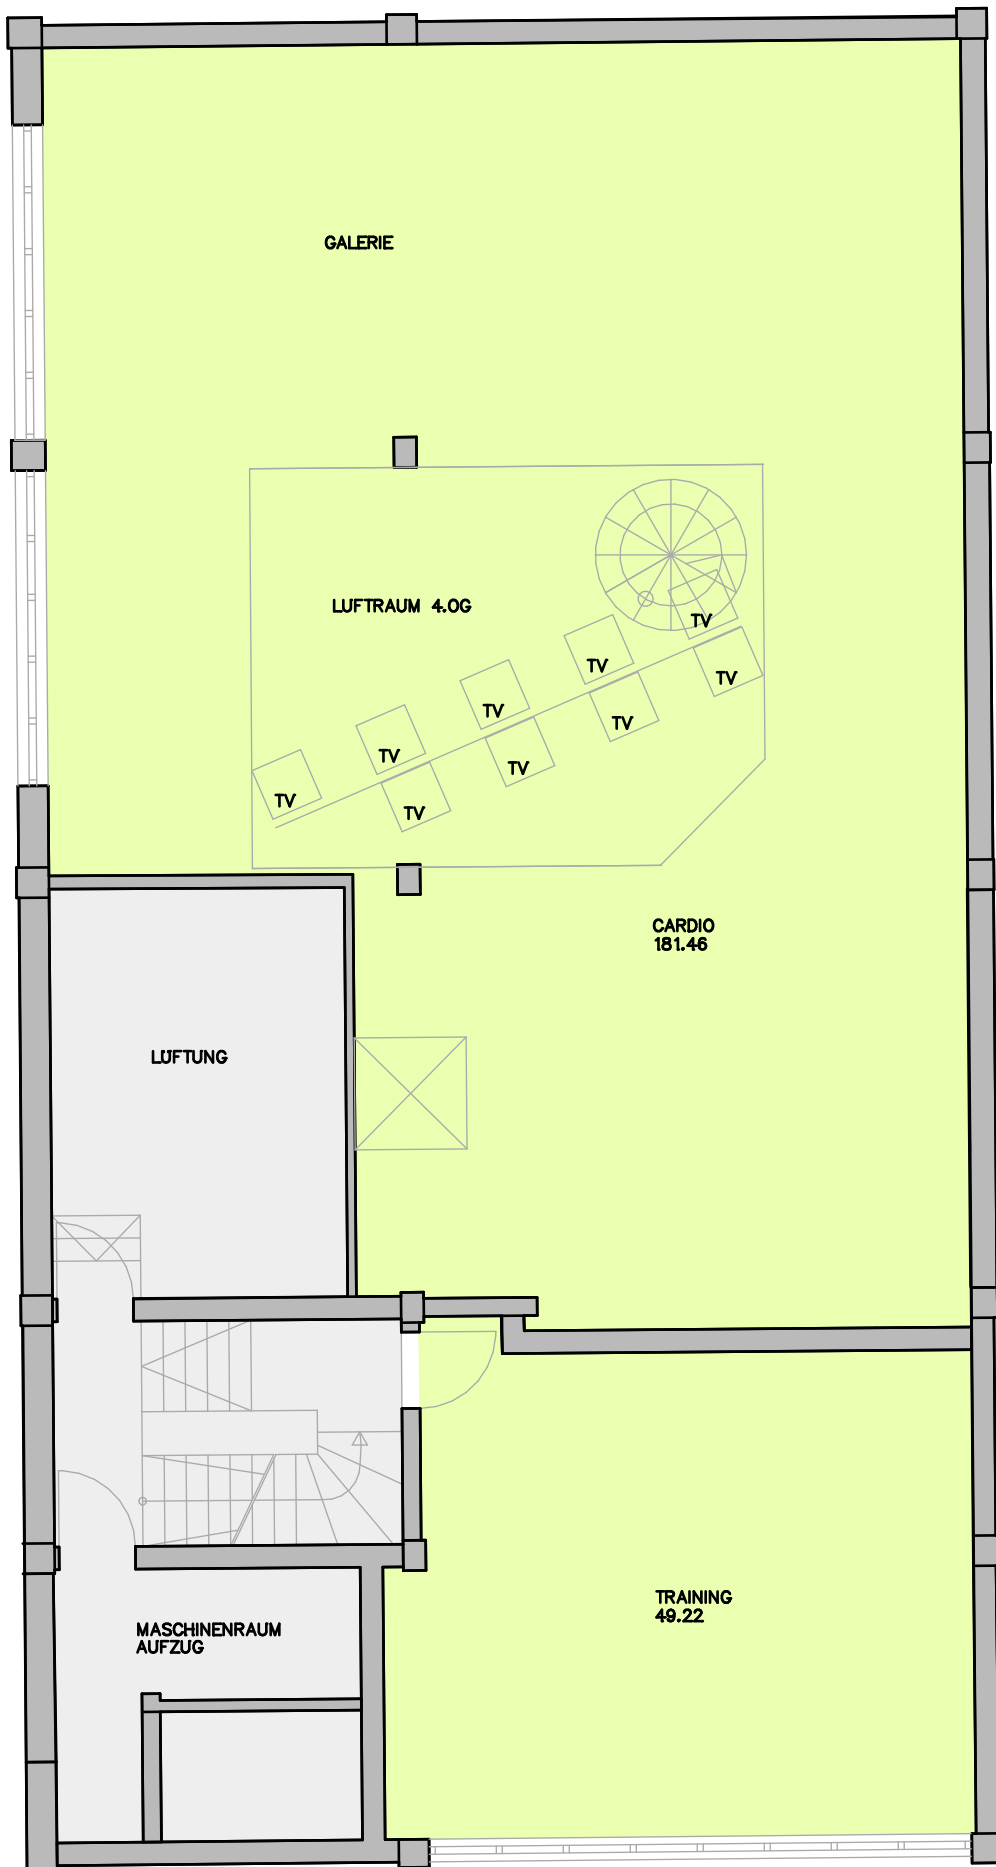 GALERIE
LUFTRAUM 4.OG
TV
TV
TV
TV
TV
TV
TV
TV
TV
TV
CARDIO
181.46
LÜFTUNG
TRAINING
49.22
MASCHINENRAUM
AUFZUG